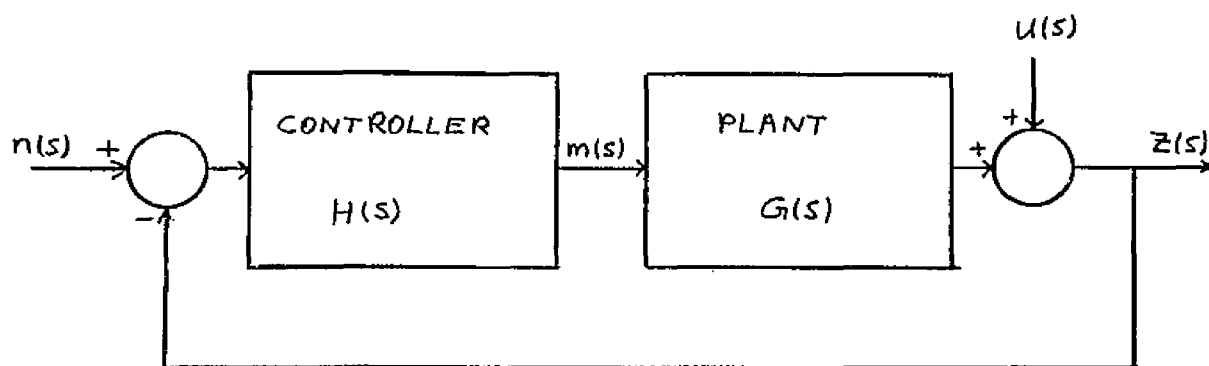 U(s)
n(s)
+
-
CONTROLLER
H(s)
m(s)
PLANT
G(s)
+
+
Z(s)